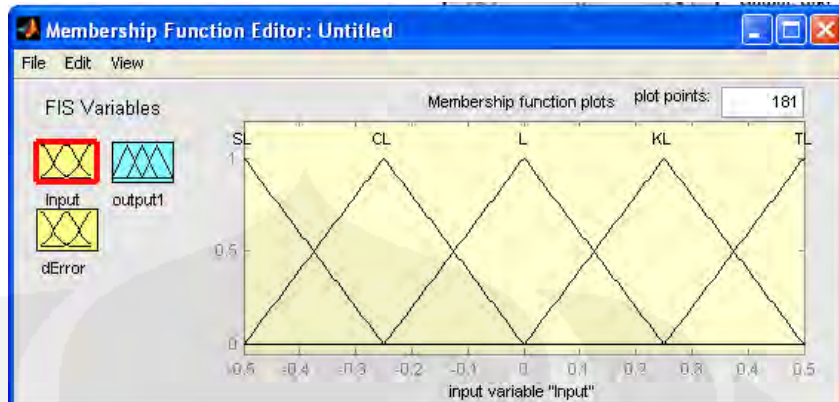 Membership Function Editor: Untitled
File Edit View
FIS Variables
Membership function plots plot points: 181
SL CL L KL TL
1
Input output1
0.5
dError
0
-0.5 -0.4 -0.3 -0.2 -0.1 0 0.1 0.2 0.3 0.4 0.5
input variable "Input"